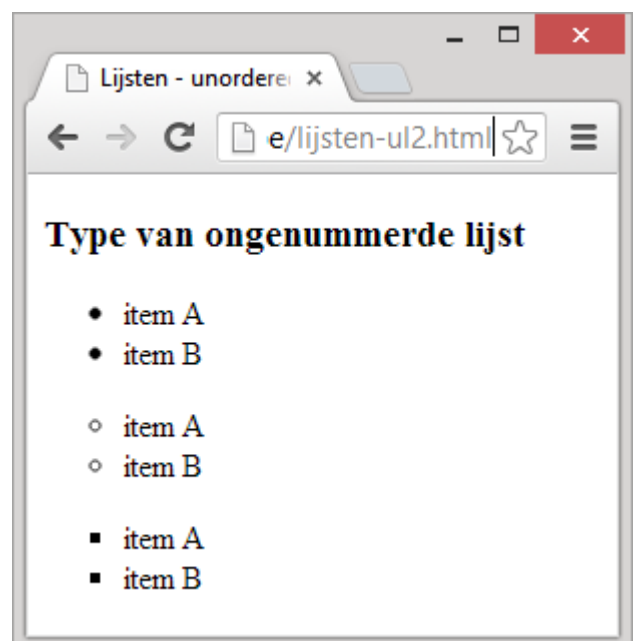 Lijsten - unordere
e/lijsten-ul2.html
Type van ongenummerde lijst
item A
item B
item A
item B
item A
item B